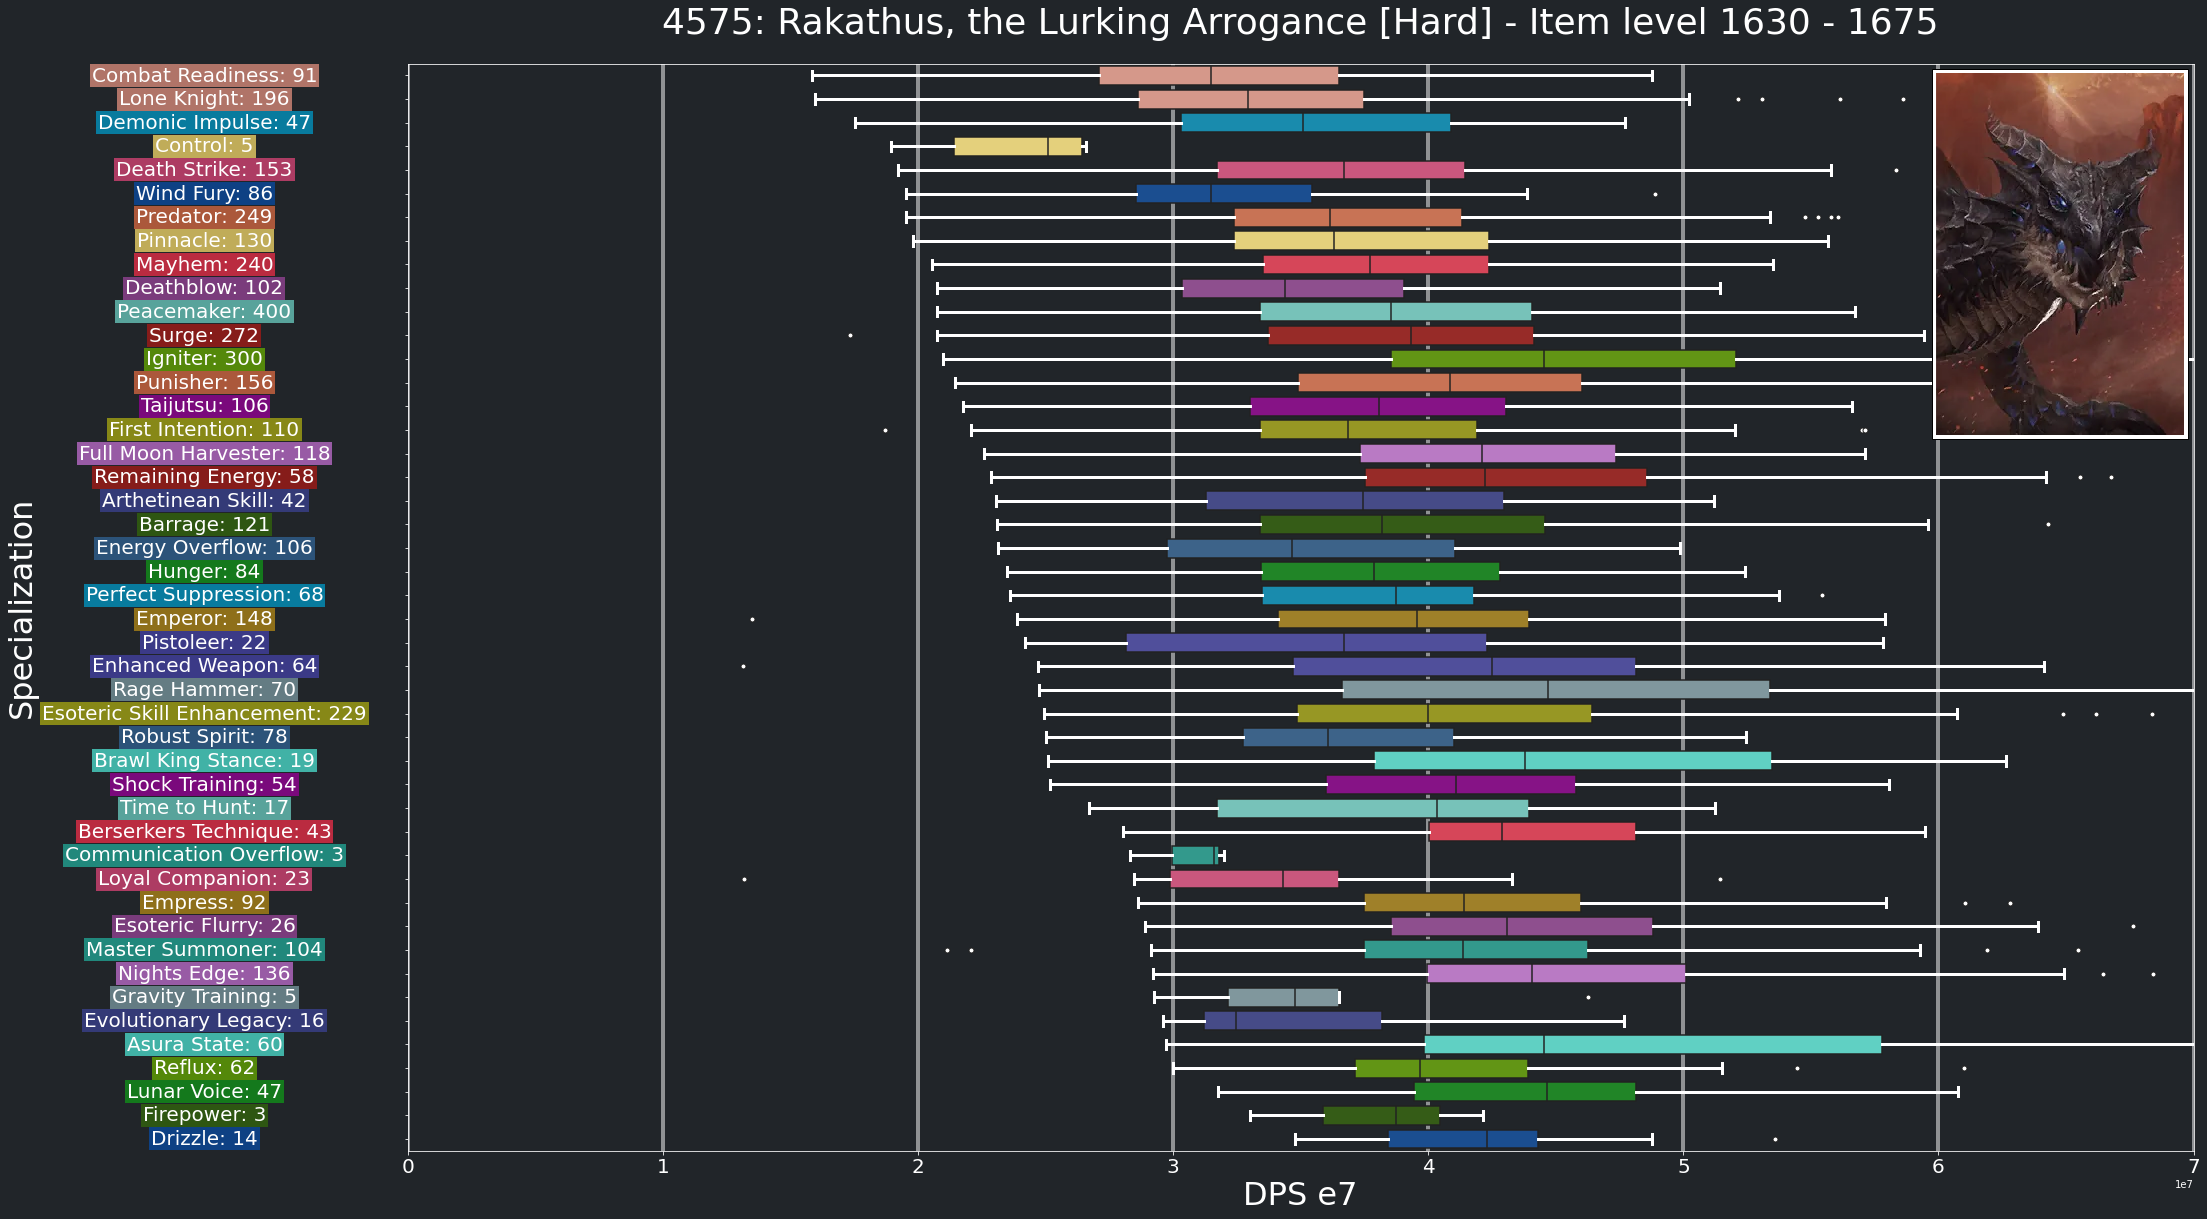 4575: Rakathus, the Lurking Arrogance [Hard] - Item level 1630 - 1675
Specialization
Combat Readiness: 91
Lone Knight: 196
Demonic Impulse: 47
Control: 5
Death Strike: 153
Wind Fury: 86
Predator: 249
Pinnacle: 130
Mayhem: 240
Deathblow: 102
Peacemaker: 400
Surge: 272
Igniter: 300
Punisher: 156
Taijutsu: 106
First Intention: 110
Full Moon Harvester: 118
Remaining Energy: 58
Arthetinean Skill: 42
Barrage: 121
Energy Overflow: 106
Hunger: 84
Perfect Suppression: 68
Emperor: 148
Pistoleer: 22
Enhanced Weapon: 64
Rage Hammer: 70
Esoteric Skill Enhancement: 229
Robust Spirit: 78
Brawl King Stance: 19
Shock Training: 54
Time to Hunt: 17
Berserkers Technique: 43
Communication Overflow: 3
Loyal Companion: 23
Empress: 92
Esoteric Flurry: 26
Master Summoner: 104
Nights Edge: 136
Gravity Training: 5
Evolutionary Legacy: 16
Asura State: 60
Reflux: 62
Lunar Voice: 47
Firepower: 3
Drizzle: 14
0 1 2 3 4 5 6 7
1e7
DPS e7